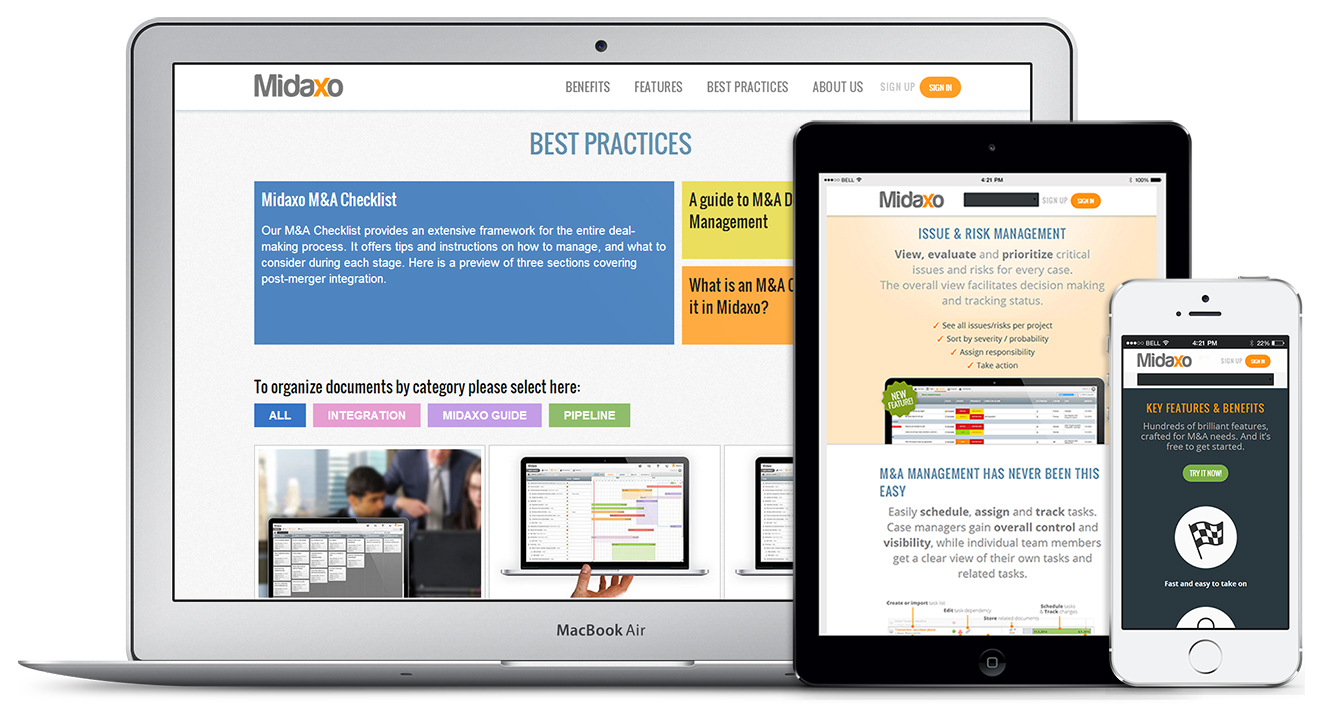 Midaxo
BENEFITS FEATURES BEST PRACTICES ABOUT US SIGN UP SIGN IN
BEST PRACTICES
Midaxo M&A Checklist
Our M&A Checklist provides an extensive framework for the entire deal-
making process. It offers tips and instructions on how to manage, and what to
consider during each stage. Here is a preview of three sections covering
post-merger integration.
A guide to M&A D
Management
What is an M&A
it in Midaxo?
To organize documents by category please select here:
ALL INTEGRATION MIDAXO GUIDE PIPELINE
Midaxo
Midaxo
MacBook Air
BELL 4:21 PM 100%
Midaxo SIGN UP SIGN IN
ISSUE & RISK MANAGEMENT
View, evaluate and prioritize critical
issues and risks for every case.
The overall view facilitates decision making
and tracking status.
✓ See all issues/risks per project
✓ Sort by severity / probability
✓ Assign responsibility
✓ Take action
NEW
FEATURE!
M&A MANAGEMENT HAS NEVER BEEN THIS
EASY
Easily schedule, assign and track tasks.
Case managers gain overall control and
visibility, while individual team members
get a clear view of their own tasks and
related tasks.
Create or import task list
Edit task dependency
Store related documents
Schedule tasks
& Track changes
BELL 4:21 PM 22%
Midaxo SIGN UP SIGN IN
KEY FEATURES & BENEFITS
Hundreds of brilliant features,
crafted for M&A needs. And it's
free to get started.
TRY IT NOW!
Fast and easy to take on